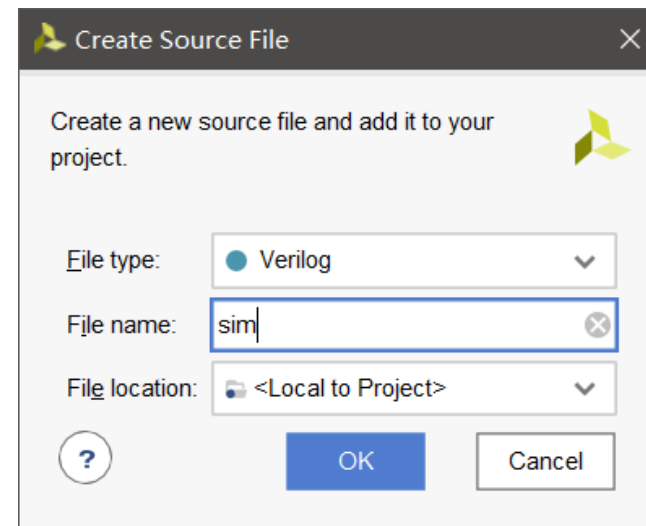 Create Source File
Create a new source file and add it to your
project.
File type: Verilog
File name: sim
File location: <Local to Project>
? OK Cancel